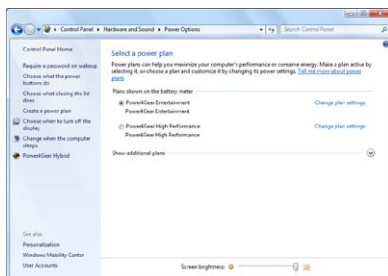 Control Panel ▸ Hardware and Sound ▸ Power Options
Search Control Panel
Control Panel Home
Require a password on wakeup
Choose what the power buttons do
Choose what closing the lid does
Create a power plan
Choose when to turn off the display
Change when the computer sleeps
Power4Gear Hybrid
See also
Personalization
Windows Mobility Center
User Accounts
Select a power plan
Power plans can help you maximize your computer's performance or conserve energy. Make a plan active by
selecting it, or choose a plan and customize it by changing its power settings. Tell me more about power
plans
Plans shown on the battery meter
Power4Gear Entertainment Change plan settings
Power4Gear Entertainment
Power4Gear High Performance Change plan settings
Power4Gear High Performance
Show additional plans
Screen brightness: